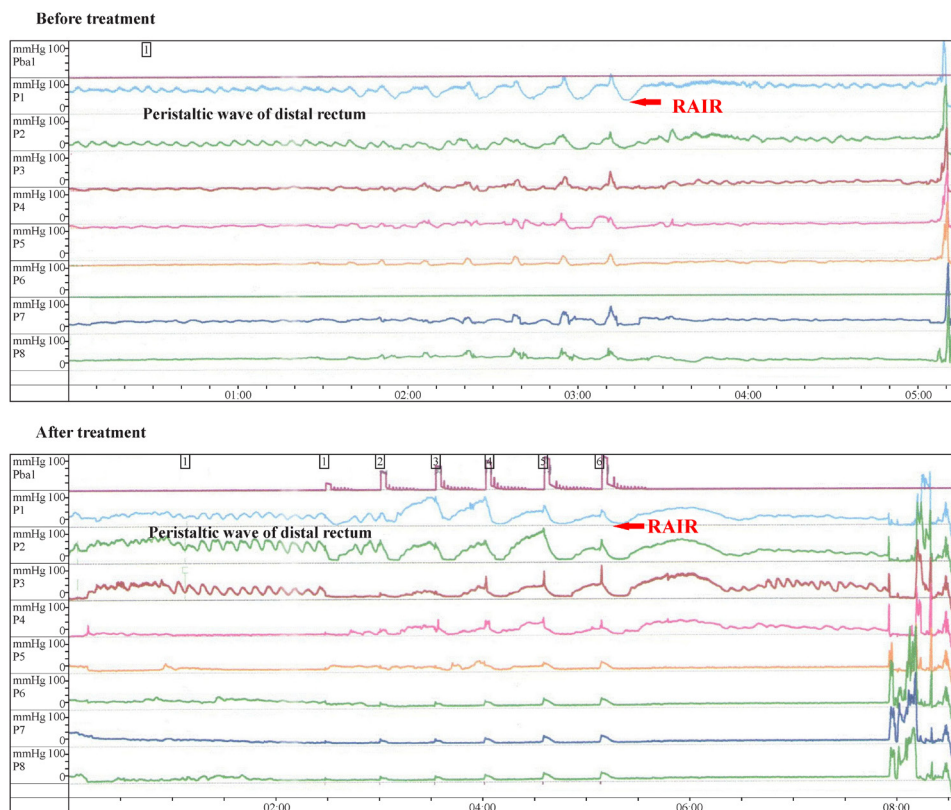 Before treatment
mmHg 100
Pbal
1
mmHg 100
P1
0
Peristaltic wave of distal rectum
RAIR
mmHg 100
P2
0
mmHg 100
P3
0
mmHg 100
P4
0
mmHg 100
P5
0
mmHg 100
P6
mmHg 100
P7
0
mmHg 100
P8
0
01:00 02:00 03:00 04:00 05:00
After treatment
mmHg 100
Pbal
1 1 2 3 4 5 6
mmHg 100
P1
0
Peristaltic wave of distal rectum
RAIR
mmHg 100
P2
0
mmHg 100
P3
0
mmHg 100
P4
0
mmHg 100
P5
0
mmHg 100
P6
0
mmHg 100
P7
0
mmHg 100
P8
0
02:00 04:00 06:00 08:00